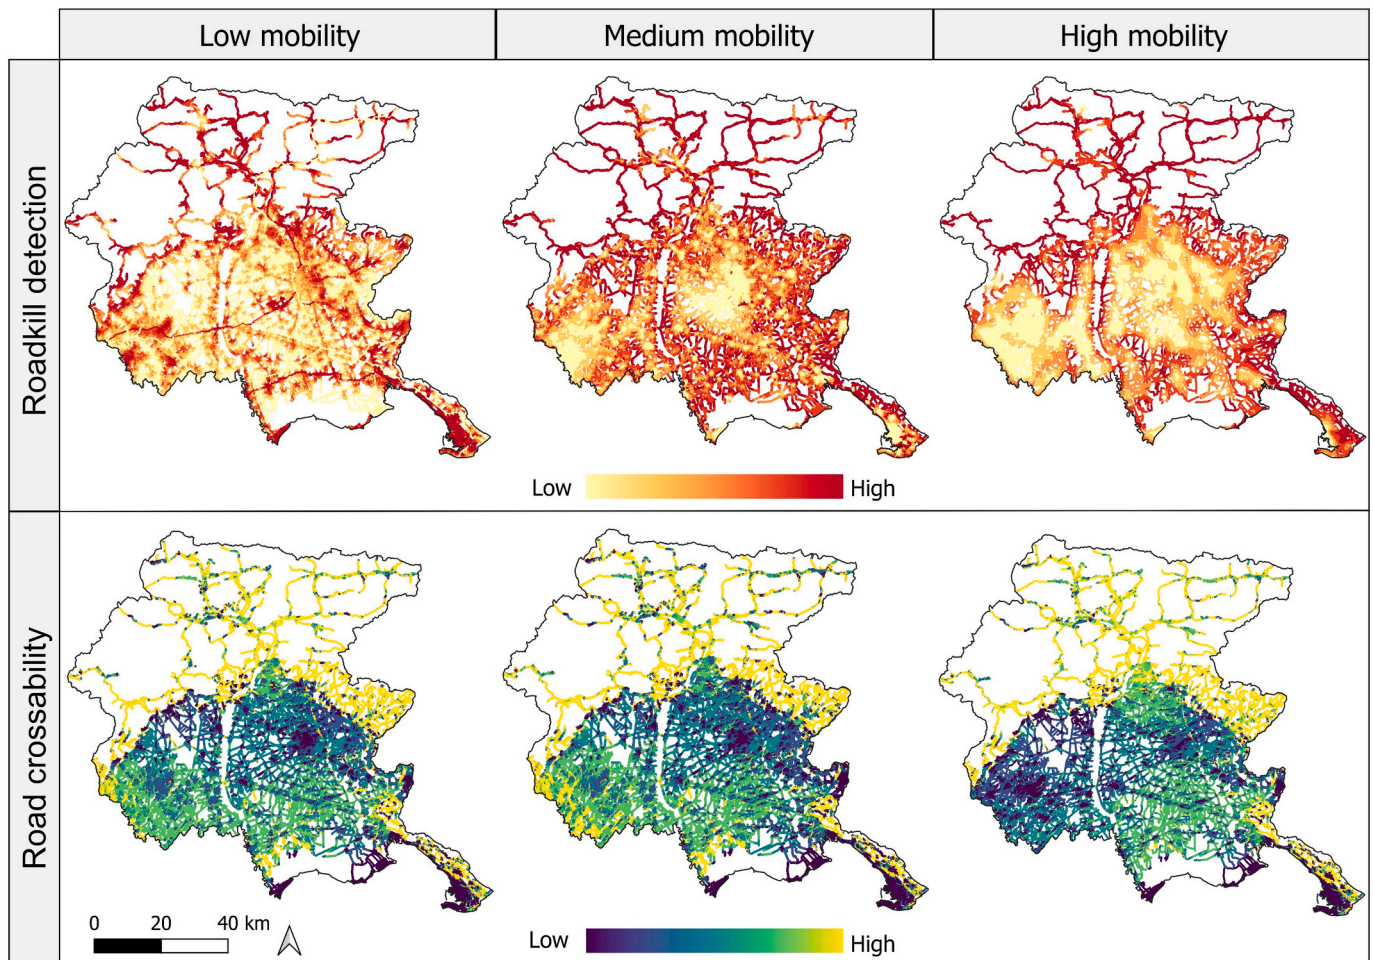 Low mobility
Medium mobility
High mobility
Roadkill detection
Low
High
Road crossability
0 20 40 km
Low
High